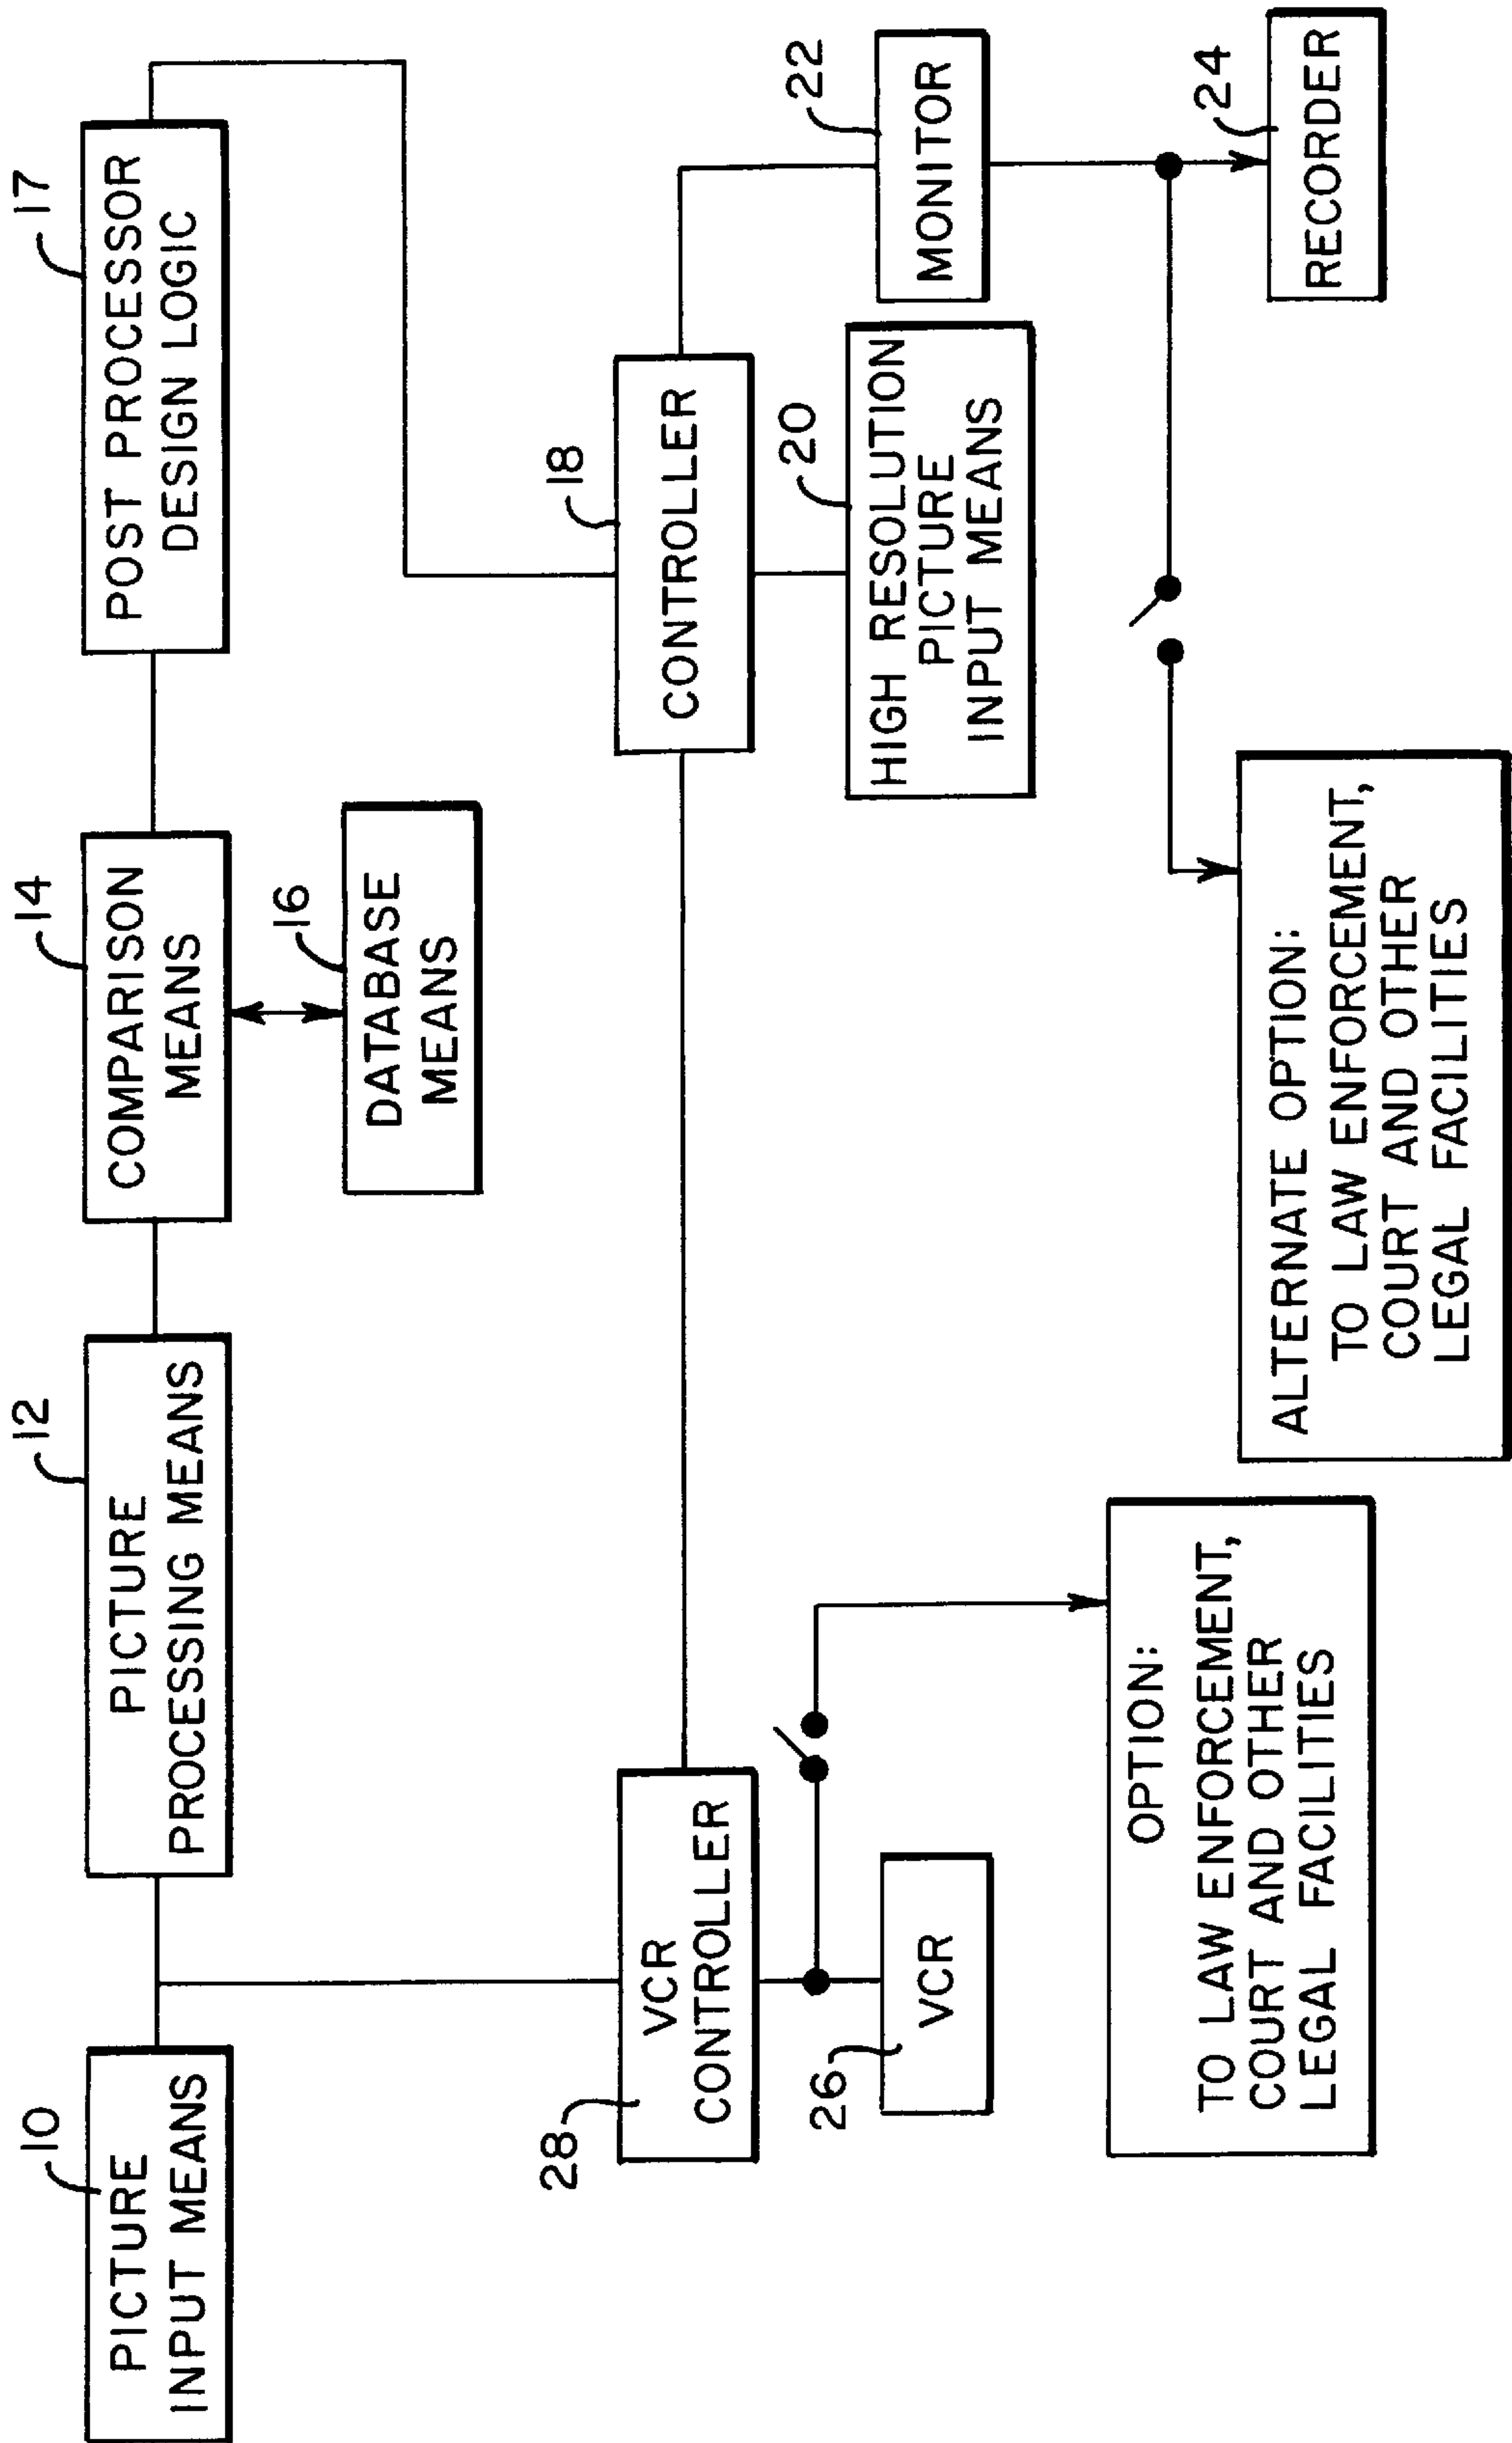 10
PICTURE
INPUT MEANS
12
PICTURE
PROCESSING MEANS
14
COMPARISON
MEANS
16
DATABASE
MEANS
17
POST PROCESSOR
DESIGN LOGIC
28
VCR
CONTROLLER
26
VCR
18
CONTROLLER
20
HIGH RESOLUTION
PICTURE
INPUT MEANS
22
MONITOR
24
RECORDER
OPTION:
TO LAW ENFORCEMENT,
COURT AND OTHER
LEGAL FACILITIES
ALTERNATE OPTION:
TO LAW ENFORCEMENT,
COURT AND OTHER
LEGAL FACILITIES